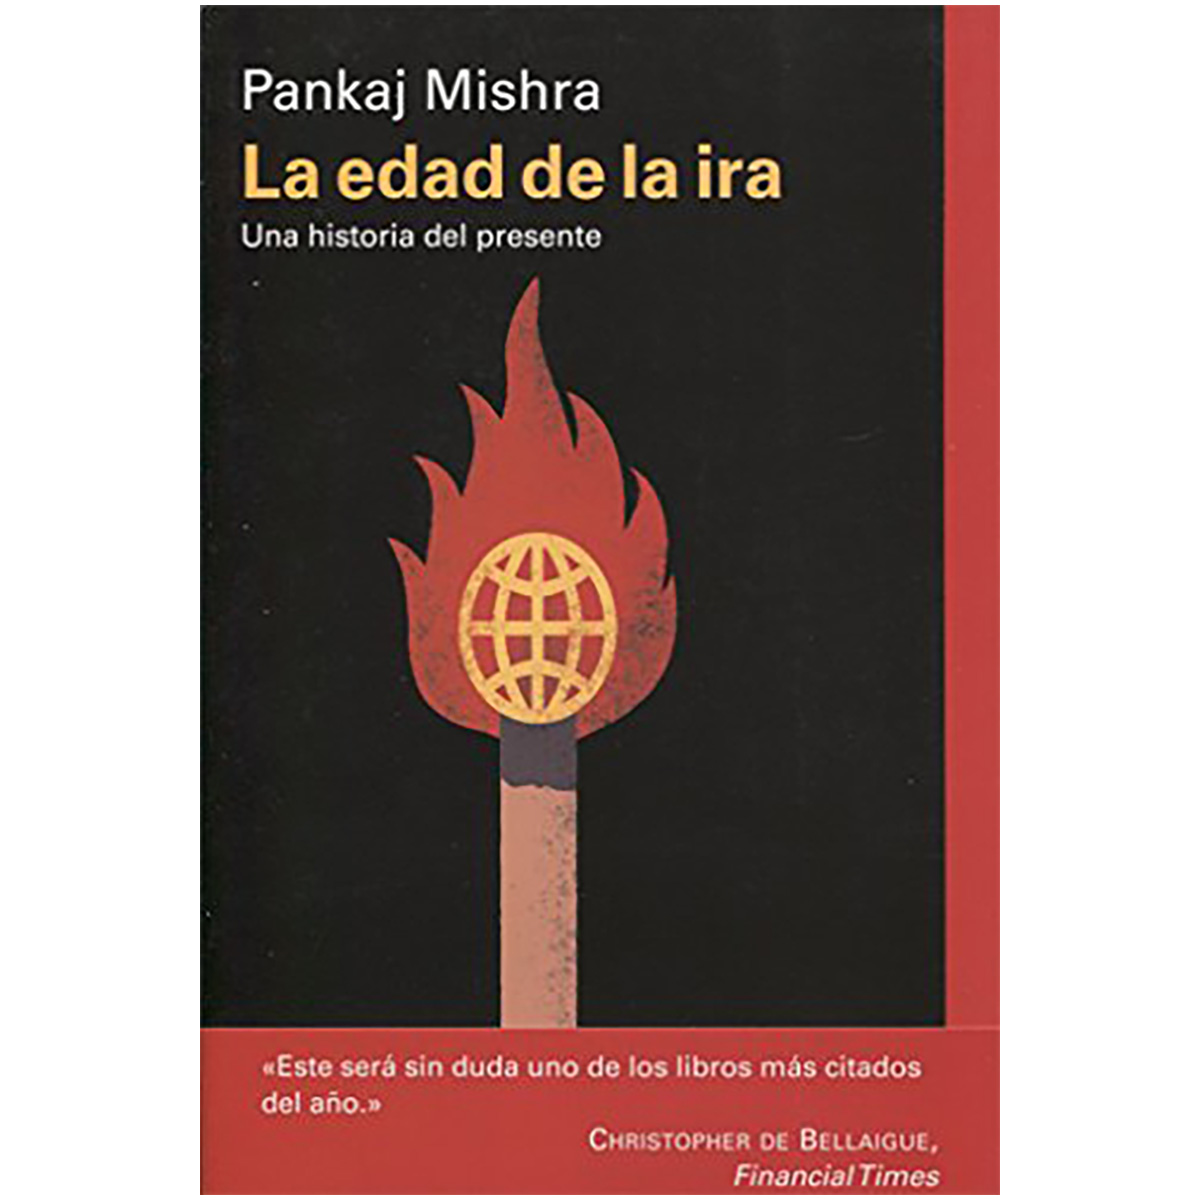 Pankaj Mishra
La edad de la ira
Una historia del presente
«Este será sin duda uno de los libros más citados
del año.»
CHRISTOPHER DE BELLAIGUE,
Financial Times